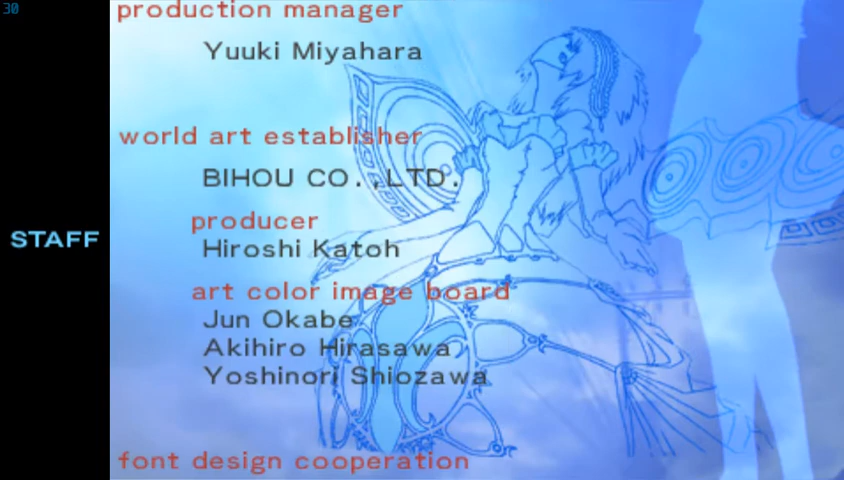 30
production manager
Yuuki Miyahara
world art establisher
BIHOU CO.,LTD.
producer
Hiroshi Katoh
STAFF
art color image board
Jun Okabe
Akihiro Hirasawa
Yoshinori Shiozawa
font design cooperation